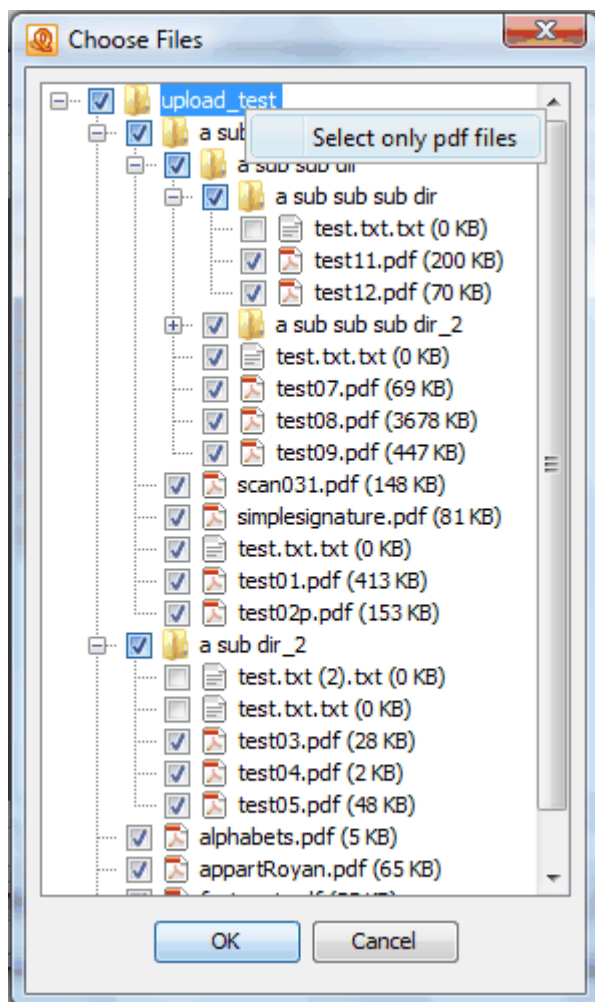 Choose Files
upload_test
a sub
Select only pdf files
a sub sub dir
a sub sub sub dir
test.txt.txt (0 KB)
test11.pdf (200 KB)
test12.pdf (70 KB)
a sub sub sub dir_2
test.txt.txt (0 KB)
test07.pdf (69 KB)
test08.pdf (3678 KB)
test09.pdf (447 KB)
scan031.pdf (148 KB)
simplesignature.pdf (81 KB)
test.txt.txt (0 KB)
test01.pdf (413 KB)
test02p.pdf (153 KB)
a sub dir_2
test.txt (2).txt (0 KB)
test.txt.txt (0 KB)
test03.pdf (28 KB)
test04.pdf (2 KB)
test05.pdf (48 KB)
alphabets.pdf (5 KB)
appartRoyan.pdf (65 KB)
OK
Cancel